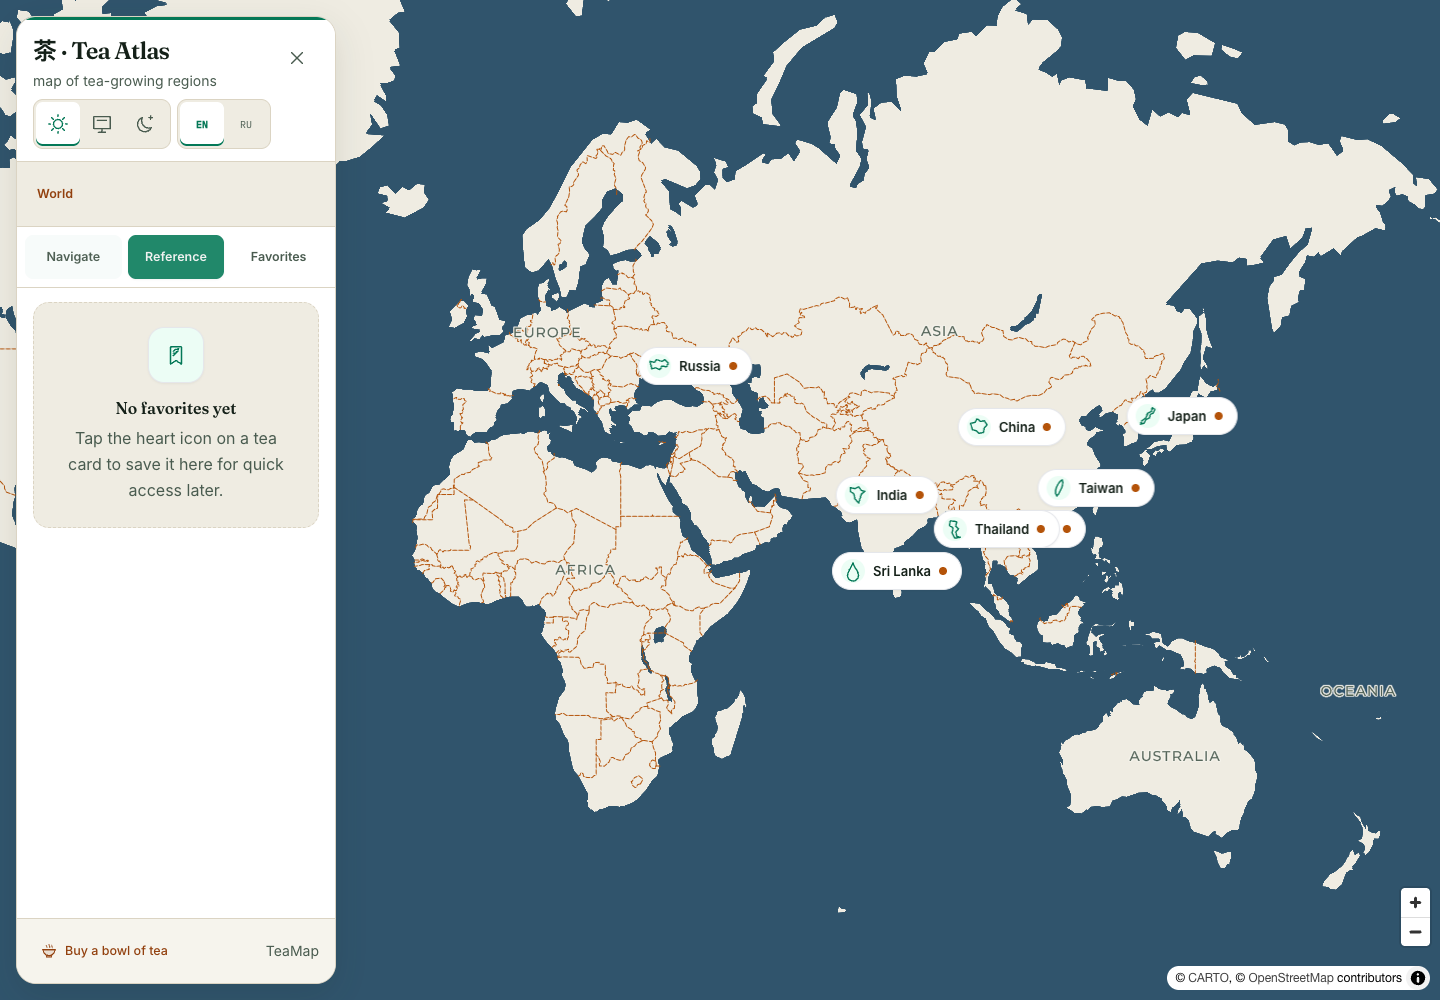 茶 · Tea Atlas
map of tea-growing regions
EN
RU
World
Navigate
Reference
Favorites
No favorites yet
Tap the heart icon on a tea
card to save it here for quick
access later.
Buy a bowl of tea
TeaMap
EUROPE
ASIA
Russia
China
Japan
India
Taiwan
Thailand
Sri Lanka
AFRICA
OCEANIA
AUSTRALIA
© CARTO, © OpenStreetMap contributors